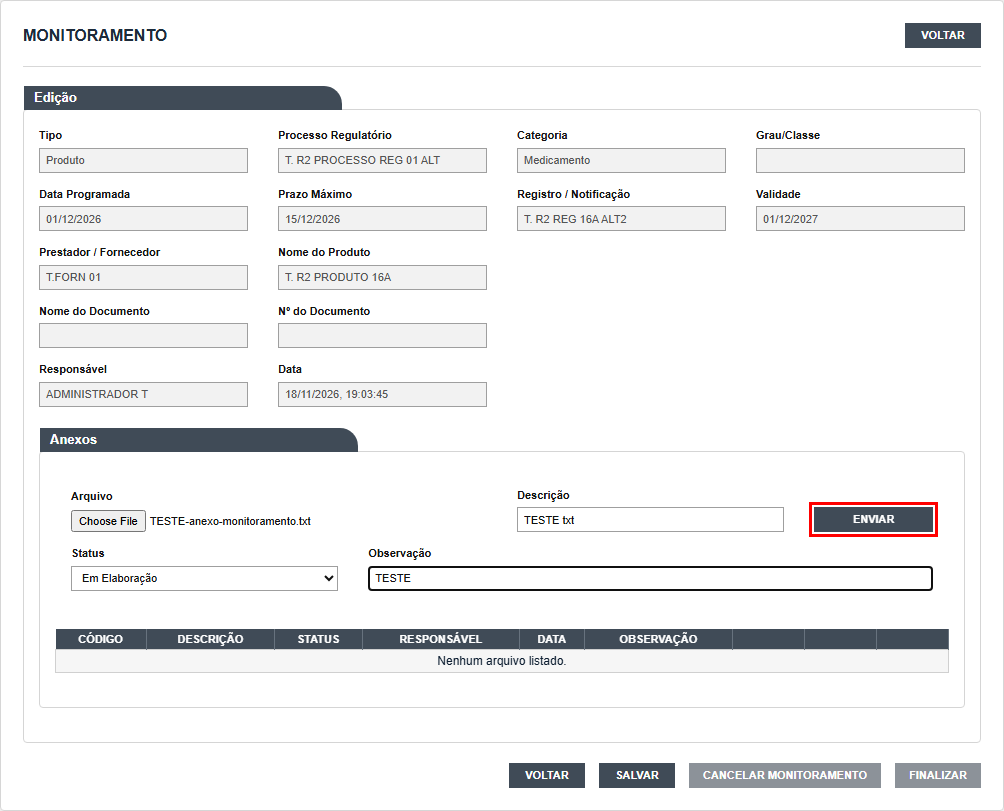 MONITORAMENTO
VOLTAR
Edição
Tipo
Processo Regulatório
Categoria
Grau/Classe
Produto
T. R2 PROCESSO REG 01 ALT
Medicamento
Data Programada
Prazo Máximo
Registro / Notificação
Validade
01/12/2026
15/12/2026
T. R2 REG 16A ALT2
01/12/2027
Prestador / Fornecedor
Nome do Produto
T.FORN 01
T. R2 PRODUTO 16A
Nome do Documento
Nº do Documento
Responsável
Data
ADMINISTRADOR T
18/11/2026, 19:03:45
Anexos
Arquivo
Descrição
Choose File
TESTE-anexo-monitoramento.txt
TESTE txt
ENVIAR
Status
Observação
Em Elaboração
TESTE
CÓDIGO
DESCRIÇÃO
STATUS
RESPONSÁVEL
DATA
OBSERVAÇÃO
Nenhum arquivo listado.
VOLTAR
SALVAR
CANCELAR MONITORAMENTO
FINALIZAR